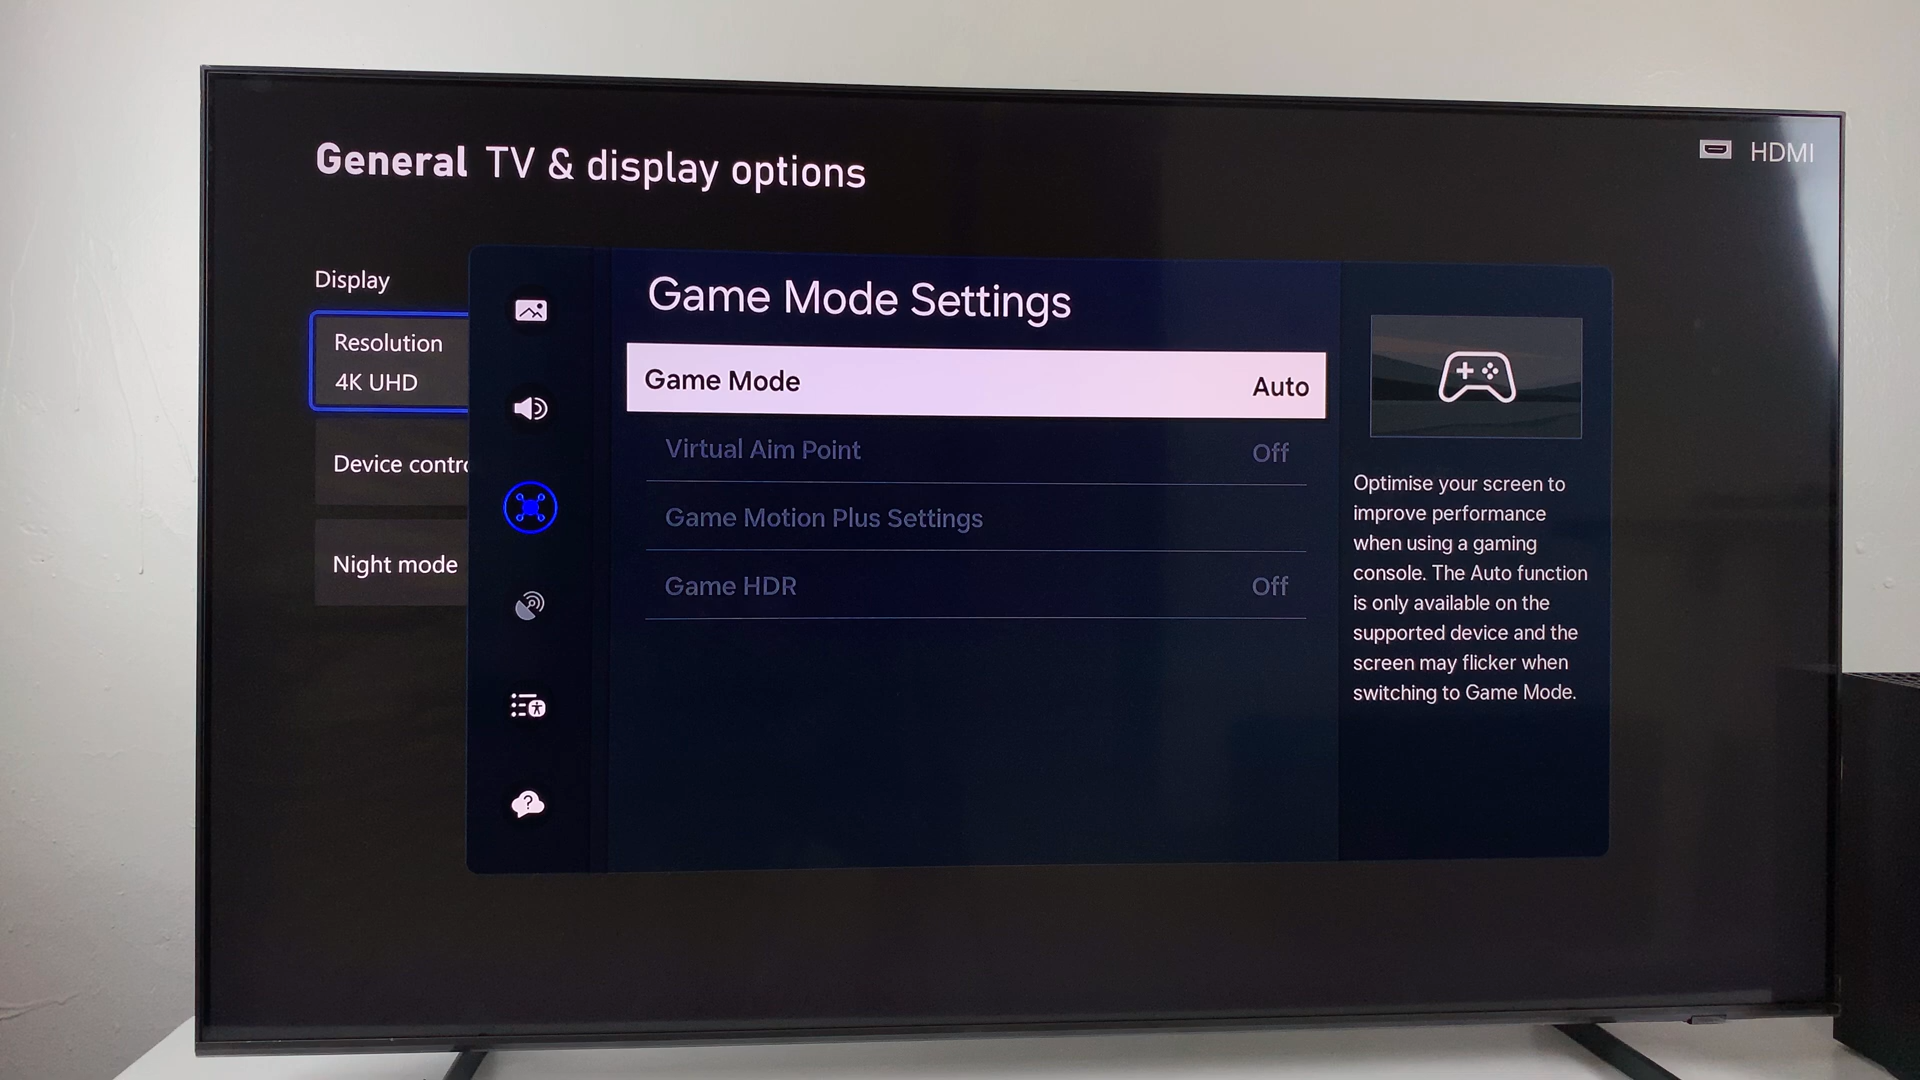 General TV & display options
HDMI
Display
Resolution
4K UHD
Device contro
Night mode
Game Mode Settings
Game Mode Auto
Virtual Aim Point Off
Game Motion Plus Settings
Game HDR Off
Optimise your screen to
improve performance
when using a gaming
console. The Auto function
is only available on the
supported device and the
screen may flicker when
switching to Game Mode.